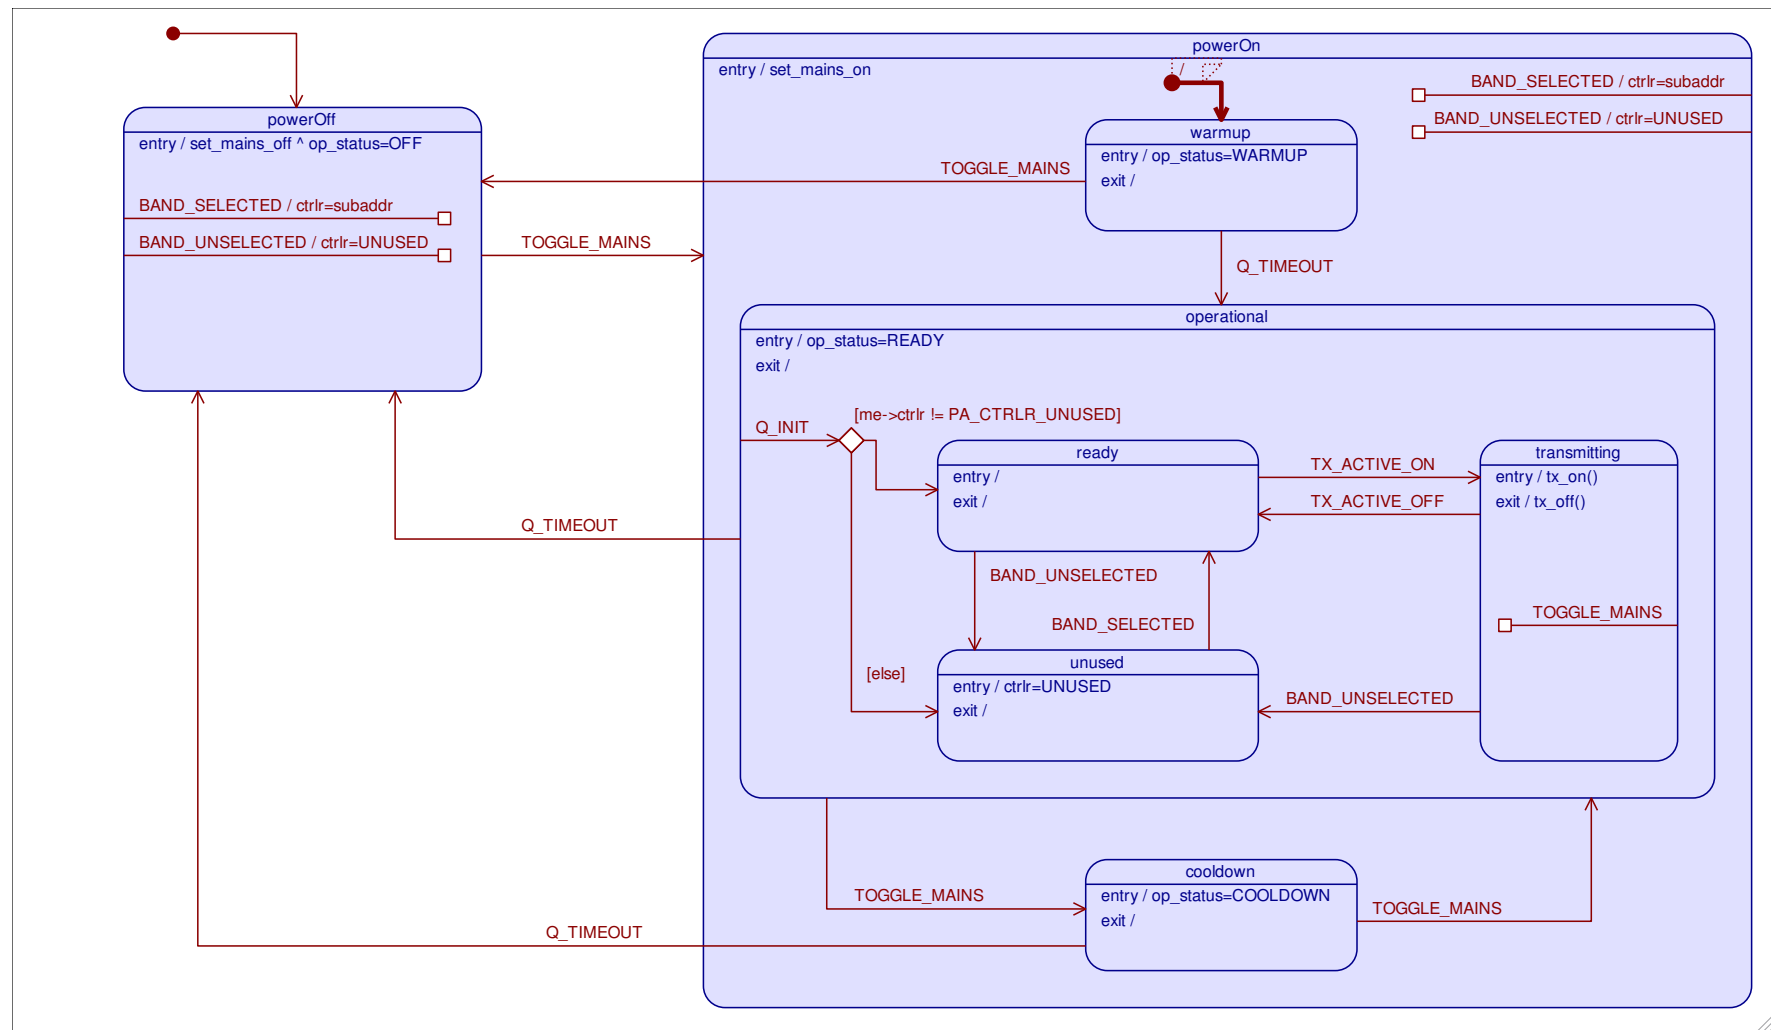 powerOn
entry / set_mains_on
/
BAND_SELECTED / ctrlr=subaddr
BAND_UNSELECTED / ctrlr=UNUSED
powerOff
entry / set_mains_off ^ op_status=OFF
BAND_SELECTED / ctrlr=subaddr
BAND_UNSELECTED / ctrlr=UNUSED
TOGGLE_MAINS
TOGGLE_MAINS
warmup
entry / op_status=WARMUP
exit /
Q_TIMEOUT
operational
entry / op_status=READY
exit /
Q_INIT
[me->ctrlr != PA_CTRLR_UNUSED]
ready
entry /
exit /
TX_ACTIVE_ON
TX_ACTIVE_OFF
transmitting
entry / tx_on()
exit / tx_off()
Q_TIMEOUT
BAND_UNSELECTED
BAND_SELECTED
TOGGLE_MAINS
[else]
unused
entry / ctrlr=UNUSED
exit /
BAND_UNSELECTED
TOGGLE_MAINS
cooldown
entry / op_status=COOLDOWN
exit /
TOGGLE_MAINS
Q_TIMEOUT